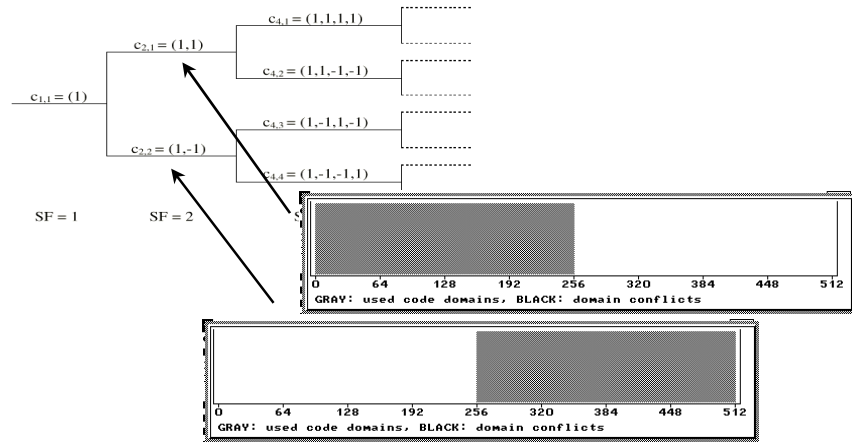 c4,1 = (1,1,1,1)
c2,1 = (1,1)
c4,2 = (1,1,-1,-1)
c1,1 = (1)
c4,3 = (1,-1,1,-1)
c2,2 = (1,-1)
c4,4 = (1,-1,-1,1)
SF = 1
SF = 2
0 64 128 192 256 320 384 448 512
GRAY: used code domains, BLACK: domain conflicts
0 64 128 192 256 320 384 448 512
GRAY: used code domains, BLACK: domain conflicts